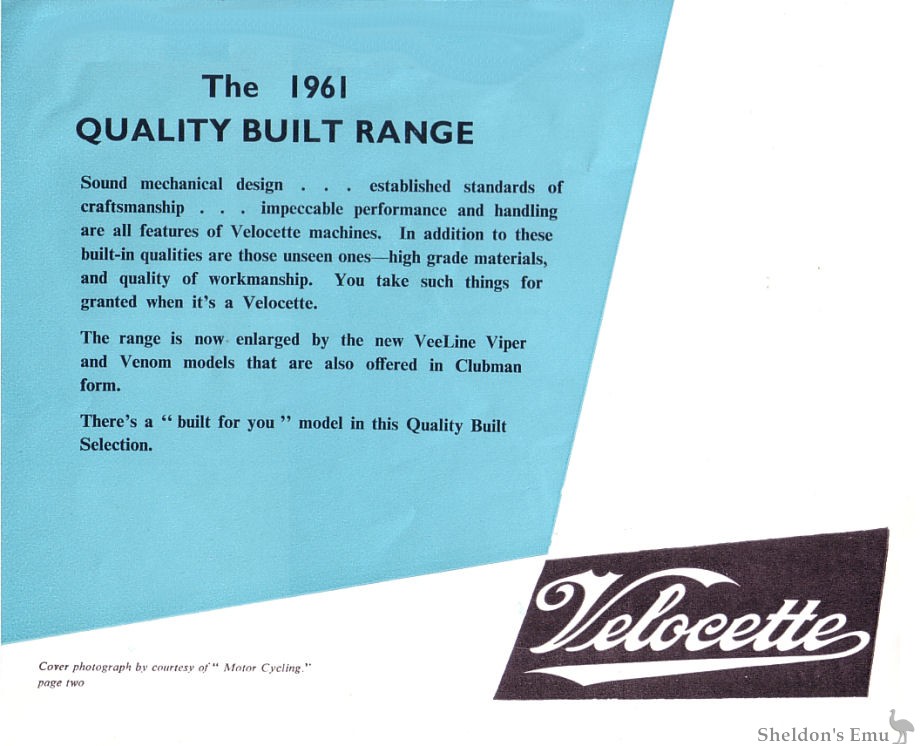 The 1961
QUALITY BUILT RANGE
Sound mechanical design . . . established standards of
craftsmanship . . . impeccable performance and handling
are all features of Velocette machines. In addition to these
built-in qualities are those unseen ones—high grade materials,
and quality of workmanship. You take such things for
granted when it's a Velocette.
The range is now enlarged by the new VeeLine Viper
and Venom models that are also offered in Clubman
form.
There's a “ built for you ” model in this Quality Built
Selection.
Velocette
Cover photograph by courtesy of “ Motor Cycling.”
page two
Sheldon's Emu